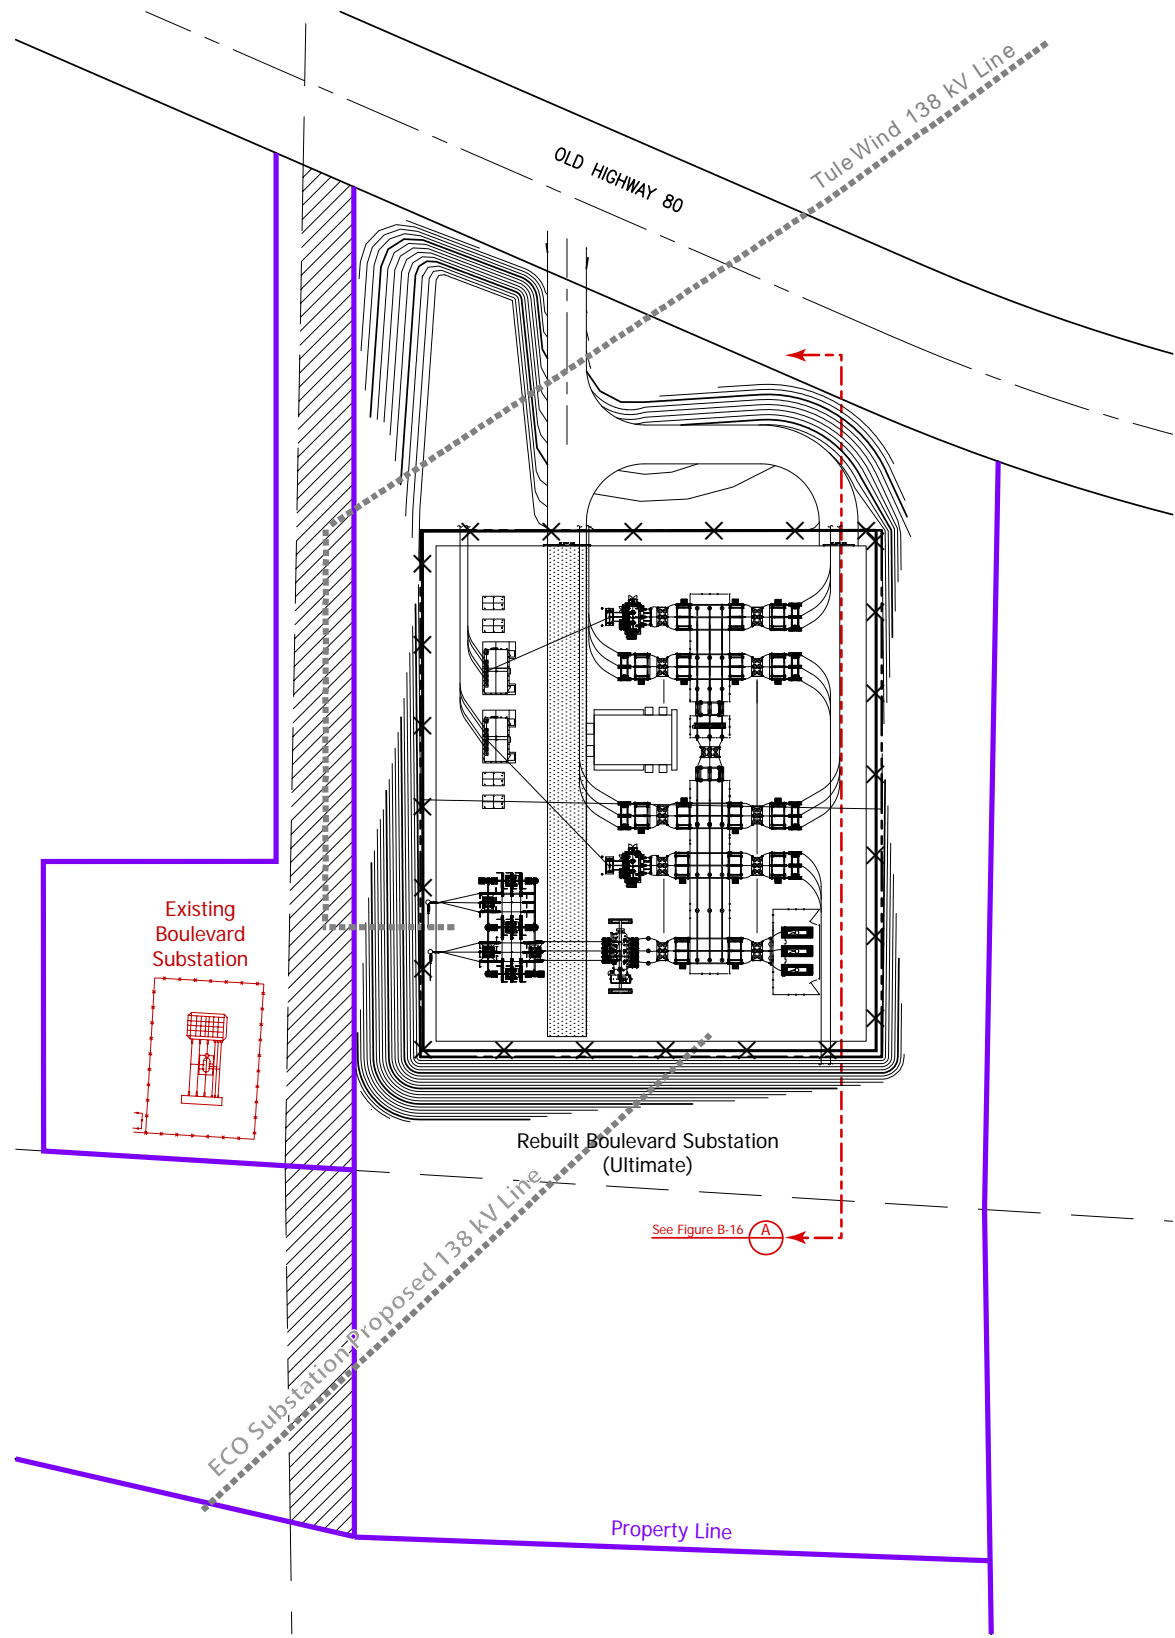 Tule Wind 138 kV Line
OLD HIGHWAY 80
Existing
Boulevard
Substation
Rebuilt Boulevard Substation
(Ultimate)
See Figure B-16
A
ECO Substation Proposed 138 kV Line
Property Line